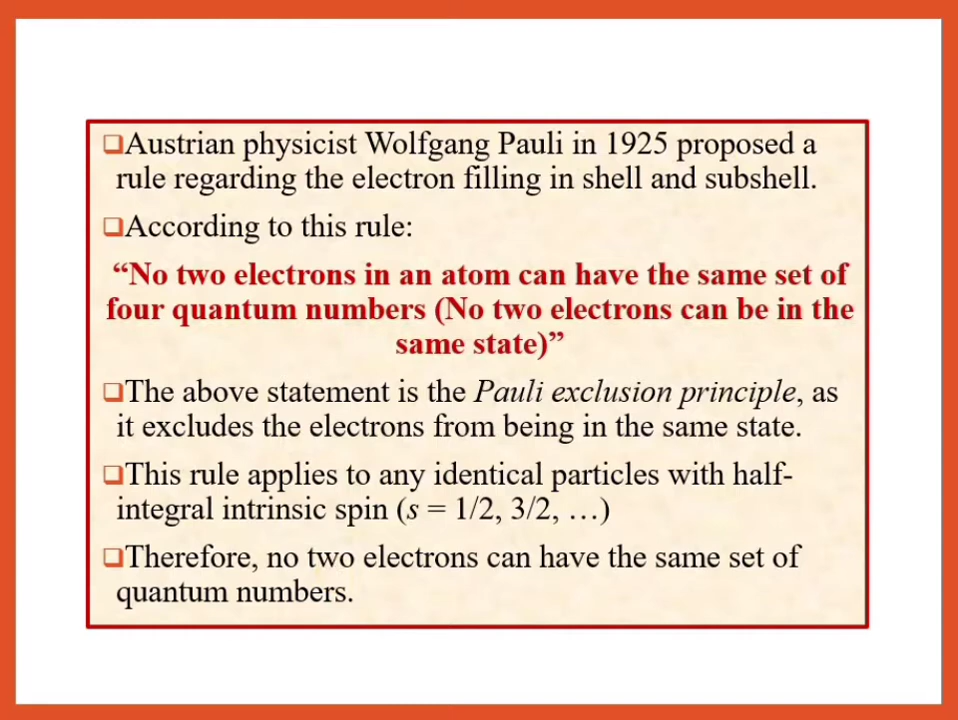 ❑Austrian physicist Wolfgang Pauli in 1925 proposed a
rule regarding the electron filling in shell and subshell.
❑According to this rule:
“No two electrons in an atom can have the same set of
four quantum numbers (No two electrons can be in the
same state)”
❑The above statement is the Pauli exclusion principle, as
it excludes the electrons from being in the same state.
❑This rule applies to any identical particles with half-
integral intrinsic spin (s = 1/2, 3/2, …)
❑Therefore, no two electrons can have the same set of
quantum numbers.